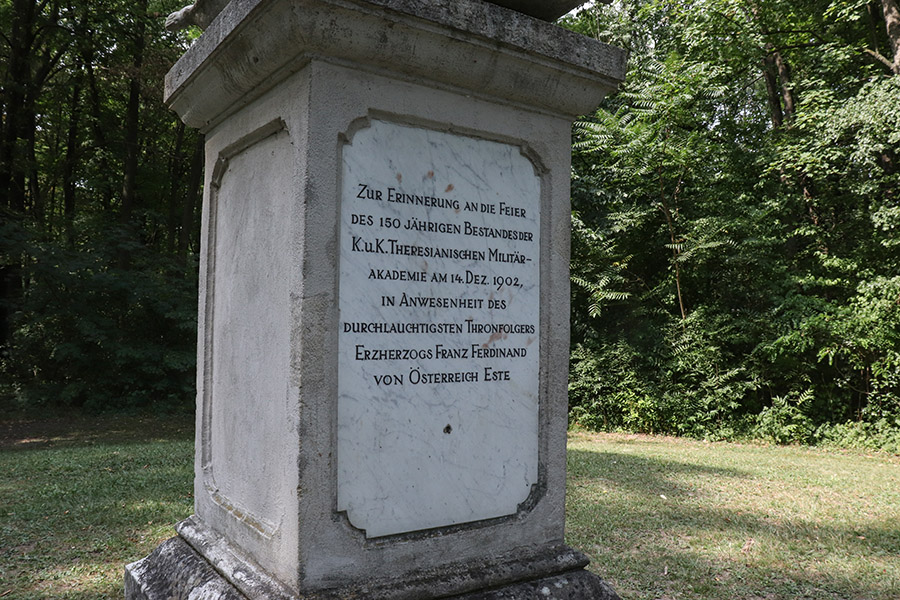 Zur Erinnerung an die Feier
des 150 jährigen Bestandes der
K.u.K. Theresianischen Militär-
akademie am 14. Dez. 1902,
in Anwesenheit des
durchlauchtigsten Thronfolgers
Erzherzogs Franz Ferdinand
von Österreich Este